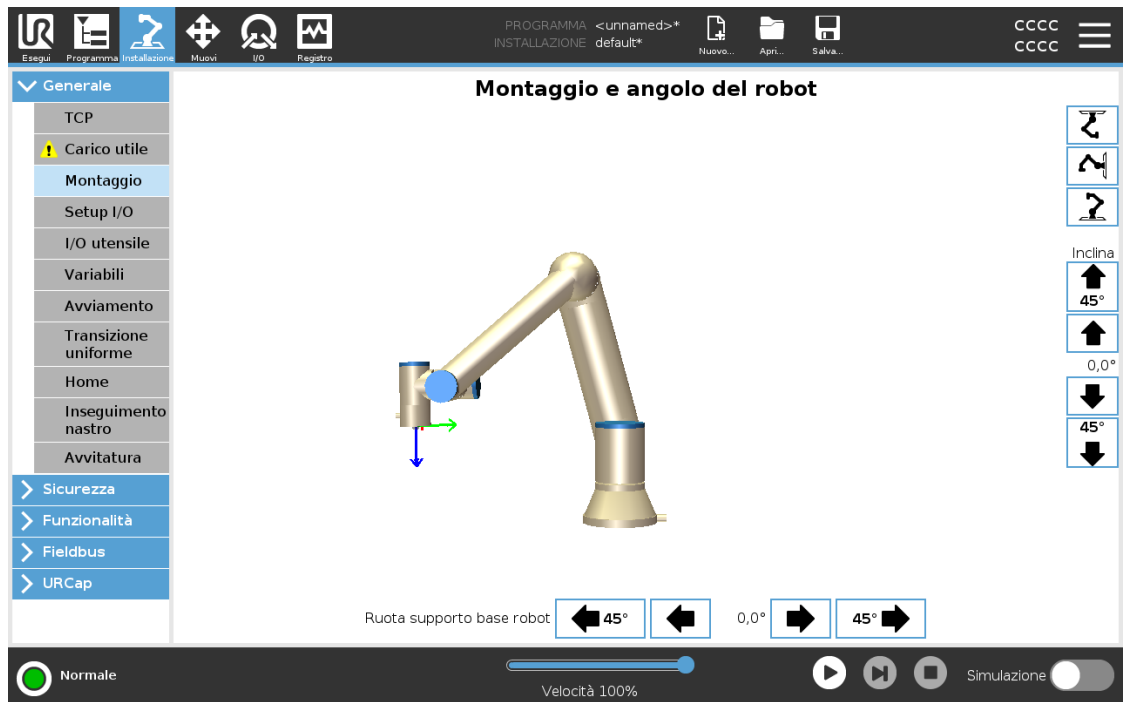 PROGRAMMA <unnamed>*
INSTALLAZIONE default*
Esegui
Programma
Installazione
Muovi
I/O
Registro
Nuovo...
Apri...
Salva...
cccc
cccc
Generale
TCP
Carico utile
Montaggio
Setup I/O
I/O utensile
Variabili
Avviamento
Transizione
uniforme
Home
Inseguimento
nastro
Avvitatura
Sicurezza
Funzionalità
Fieldbus
URCap
Montaggio e angolo del robot
Inclina
45°
0,0°
45°
Ruota supporto base robot 45° 0,0° 45°
Normale
Velocità 100%
Simulazione